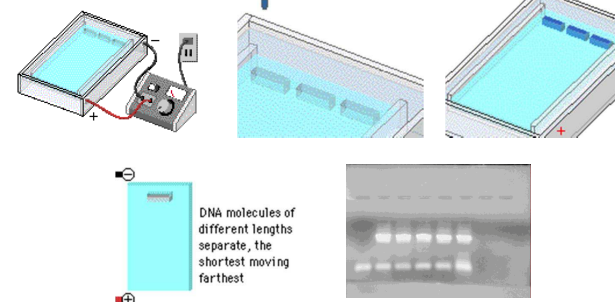 −
+
+
−
DNA molecules of
different lengths
separate, the
shortest moving
farthest
+